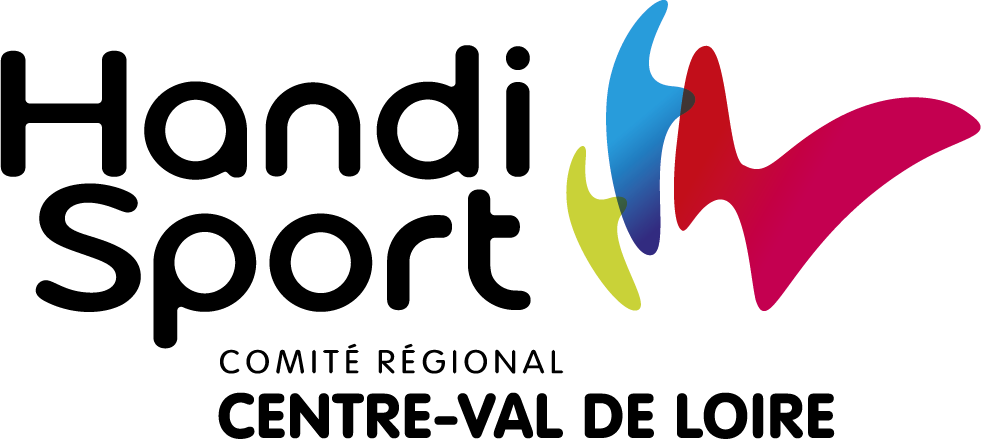 Handi
Sport
COMITÉ RÉGIONAL
CENTRE-VAL DE LOIRE